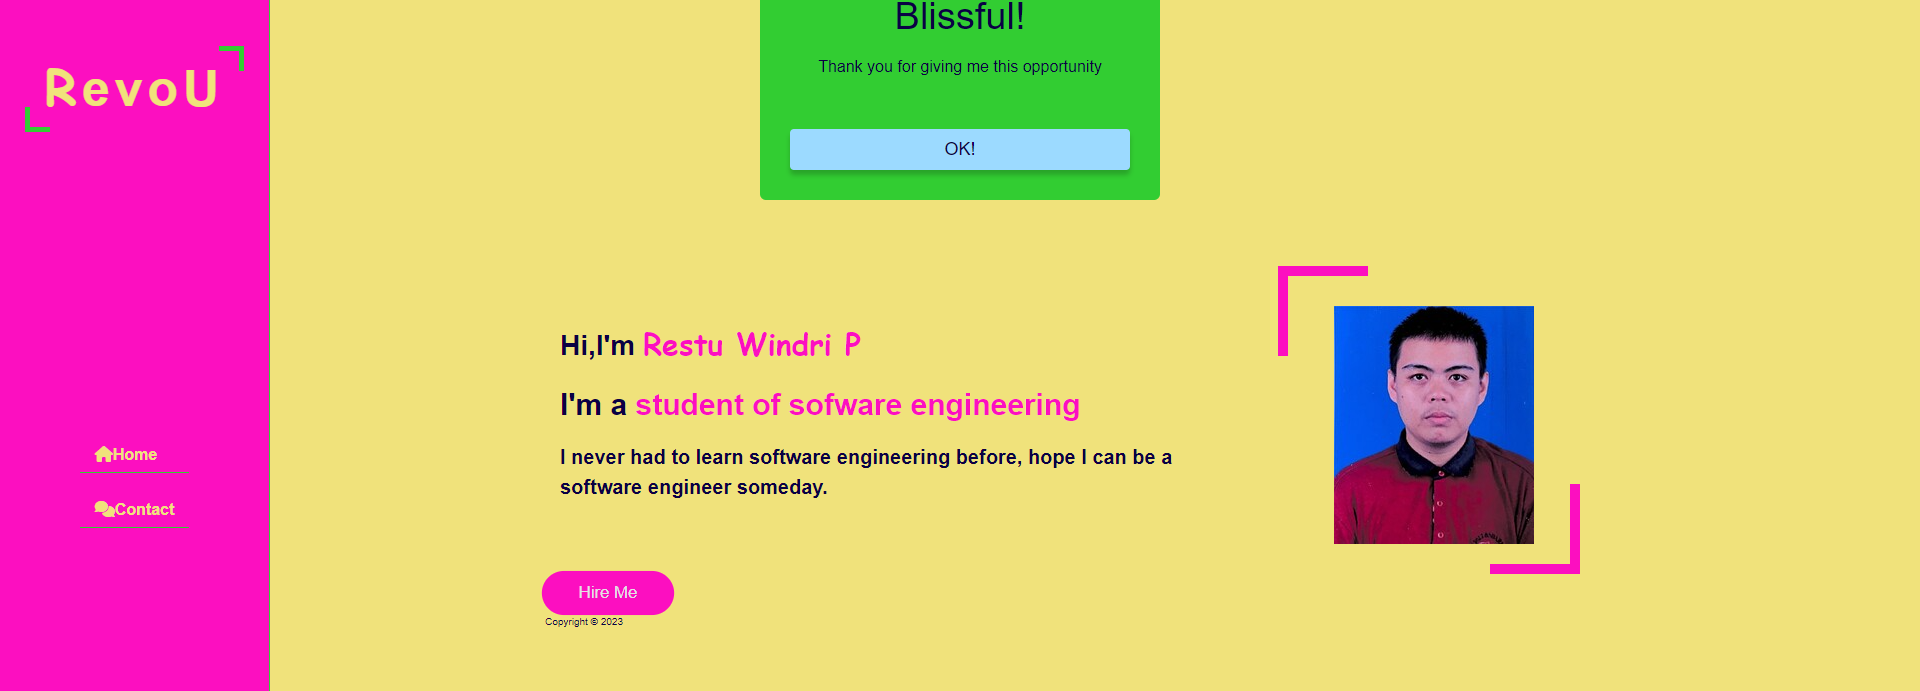 RevoU
Home
Contact
Blissful!
Thank you for giving me this opportunity
OK!
Hi,I'm Restu Windri P
I'm a student of sofware engineering
I never had to learn software engineering before, hope I can be a
software engineer someday.
Hire Me
Copyright © 2023